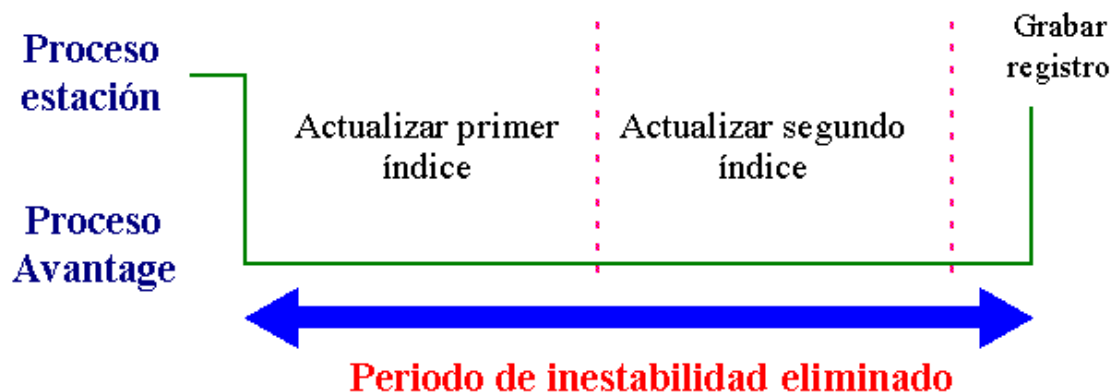 Proceso
estación
Grabar
registro
Actualizar primer
índice
Actualizar segundo
índice
Proceso
Avantage
Periodo de inestabilidad eliminado